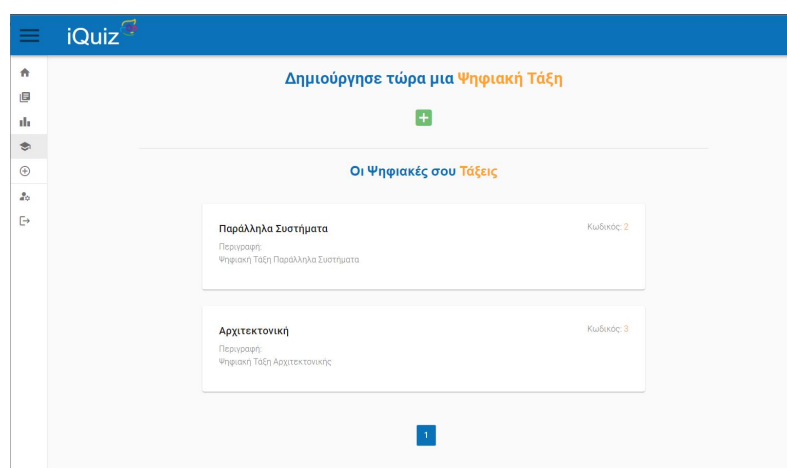 iQuiz
Δημιούργησε τώρα μια Ψηφιακή Τάξη
Οι Ψηφιακές σου Τάξεις
Παράλληλα Συστήματα
Κωδικός: 2
Περιγραφή:
Ψηφιακή Τάξη Παράλληλα Συστήματα
Αρχιτεκτονική
Κωδικός: 3
Περιγραφή:
Ψηφιακή Τάξη Αρχιτεκτονικής
1